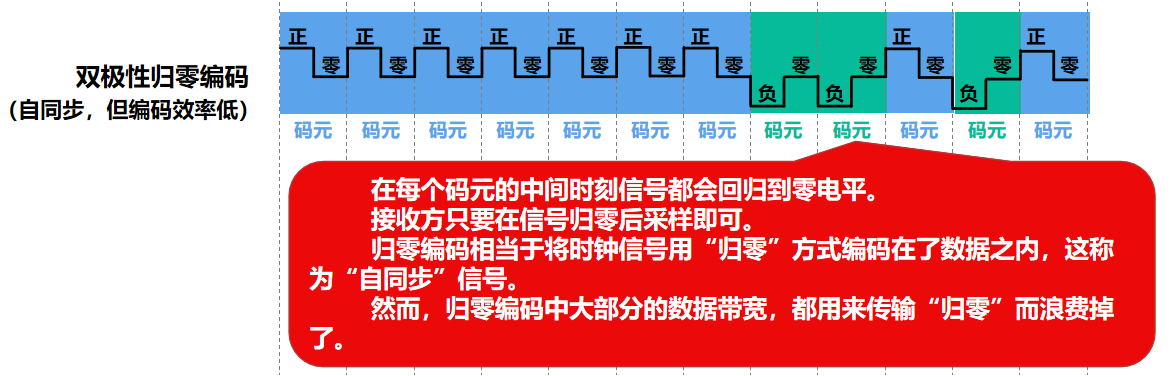 正 正 正 正 正 正 正 正 正
零 零 零 零 零 零 零 零 零 零 零 零
负 负 负
双极性归零编码
（自同步，但编码效率低）
码元 码元 码元 码元 码元 码元 码元 码元 码元 码元 码元 码元
在每个码元的中间时刻信号都会回归到零电平。
接收方只要在信号归零后采样即可。
归零编码相当于将时钟信号用“归零”方式编码在了数据之内，这称
为“自同步”信号。
然而，归零编码中大部分的数据带宽，都用来传输“归零”而浪费掉
了。